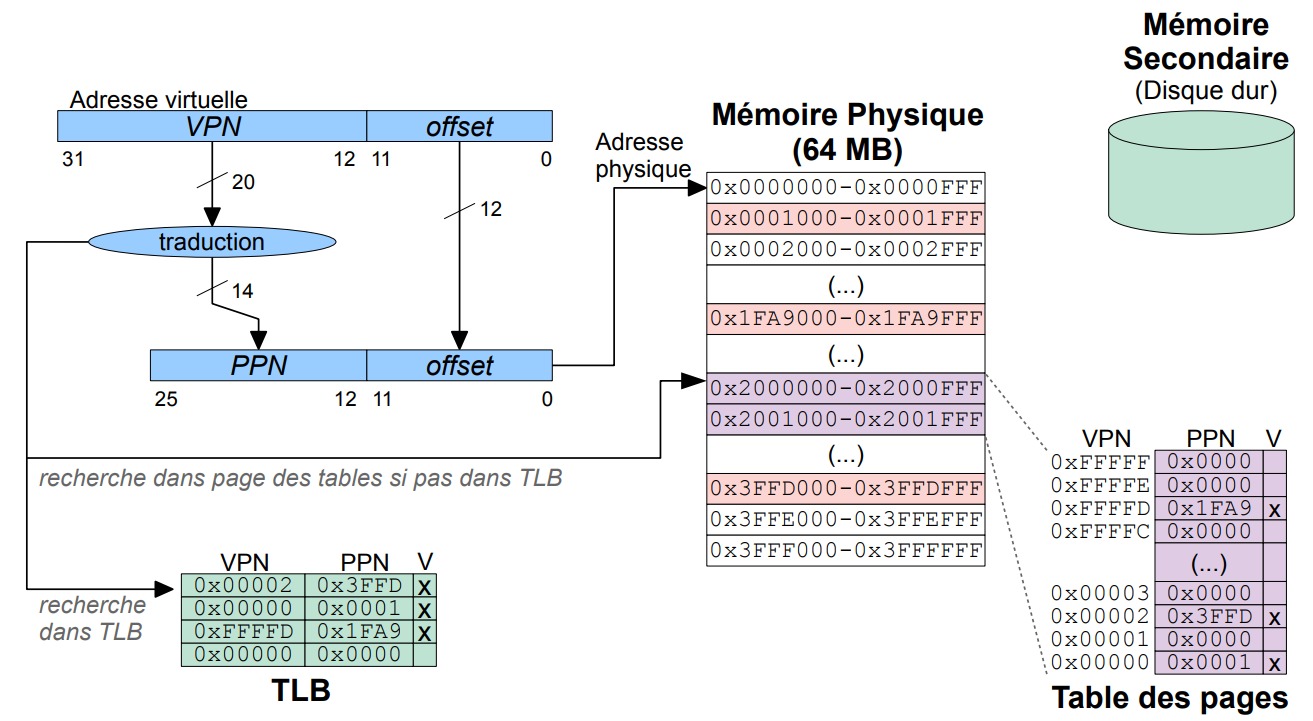 Mémoire
Secondaire
(Disque dur)
Adresse virtuelle
VPN offset
31 12 11 0
20
12
traduction
14
PPN offset
25 12 11 0
Adresse
physique
Mémoire Physique
(64 MB)
0x0000000-0x0000FFF
0x0001000-0x0001FFF
0x0002000-0x0002FFF
(...)
0x1FA9000-0x1FA9FFF
(...)
0x2000000-0x2000FFF
0x2001000-0x2001FFF
(...)
0x3FFD000-0x3FFDFFF
0x3FFE000-0x3FFEFFF
0x3FFF000-0x3FFFFFF
recherche dans page des tables si pas dans TLB
recherche
dans TLB
VPN PPN V
0x00002 0x3FFD x
0x00000 0x0001 x
0xFFFFD 0x1FA9 x
0x00000 0x0000
TLB
VPN PPN V
0xFFFFF 0x0000
0xFFFFE 0x0000
0xFFFFD 0x1FA9 x
0xFFFFC 0x0000
(...)
0x00003 0x0000
0x00002 0x3FFD x
0x00001 0x0000
0x00000 0x0001 x
Table des pages